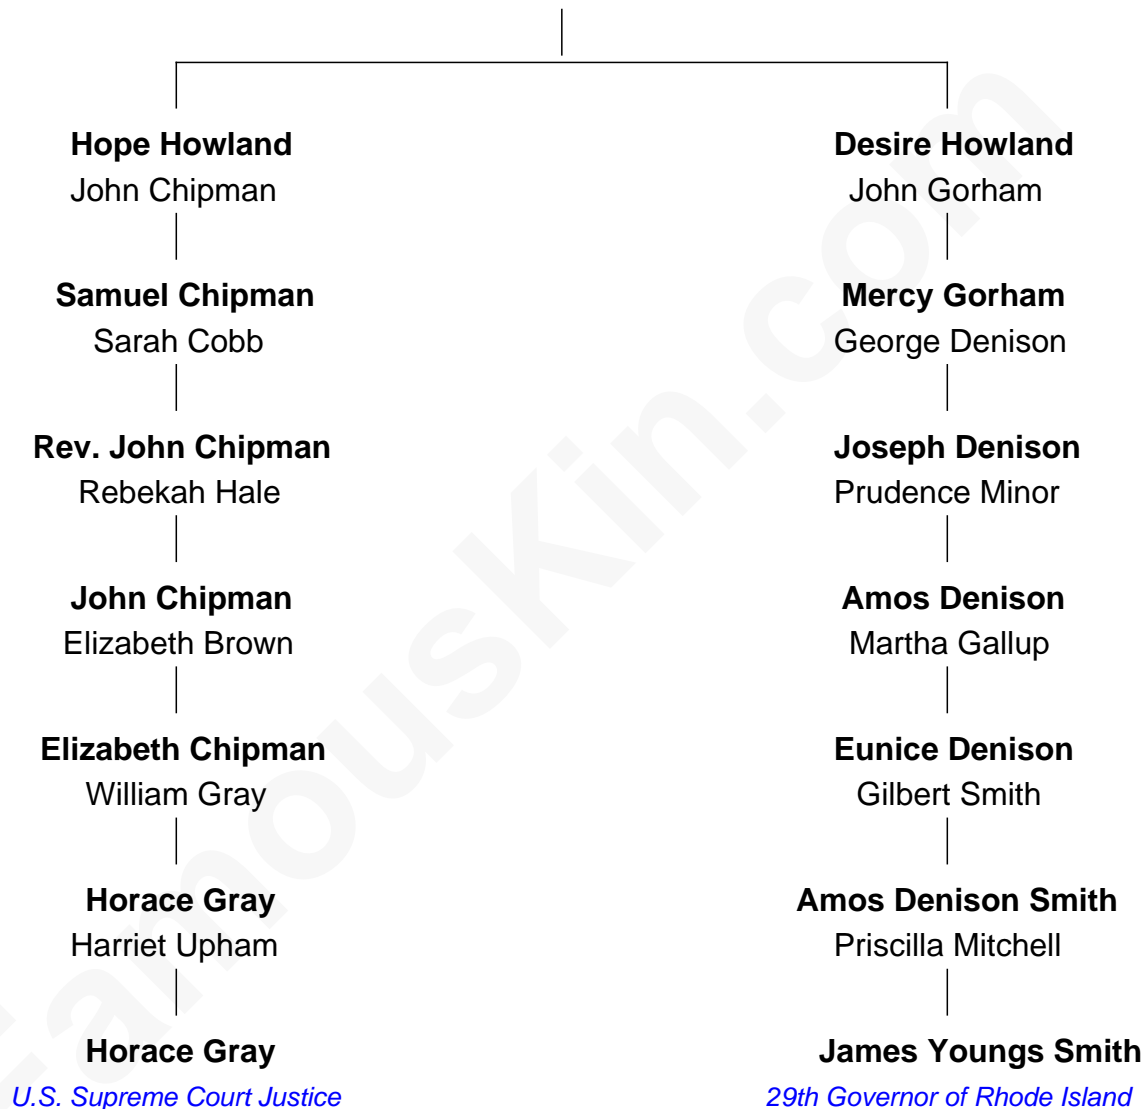 Hope Howland
John Chipman
Desire Howland
John Gorham
Samuel Chipman
Sarah Cobb
Mercy Gorham
George Denison
Rev. John Chipman
Rebekah Hale
Joseph Denison
Prudence Minor
John Chipman
Elizabeth Brown
Amos Denison
Martha Gallup
Elizabeth Chipman
William Gray
Eunice Denison
Gilbert Smith
Horace Gray
Harriet Upham
Amos Denison Smith
Priscilla Mitchell
Horace Gray
U.S. Supreme Court Justice
James Youngs Smith
29th Governor of Rhode Island
FamousKin.com